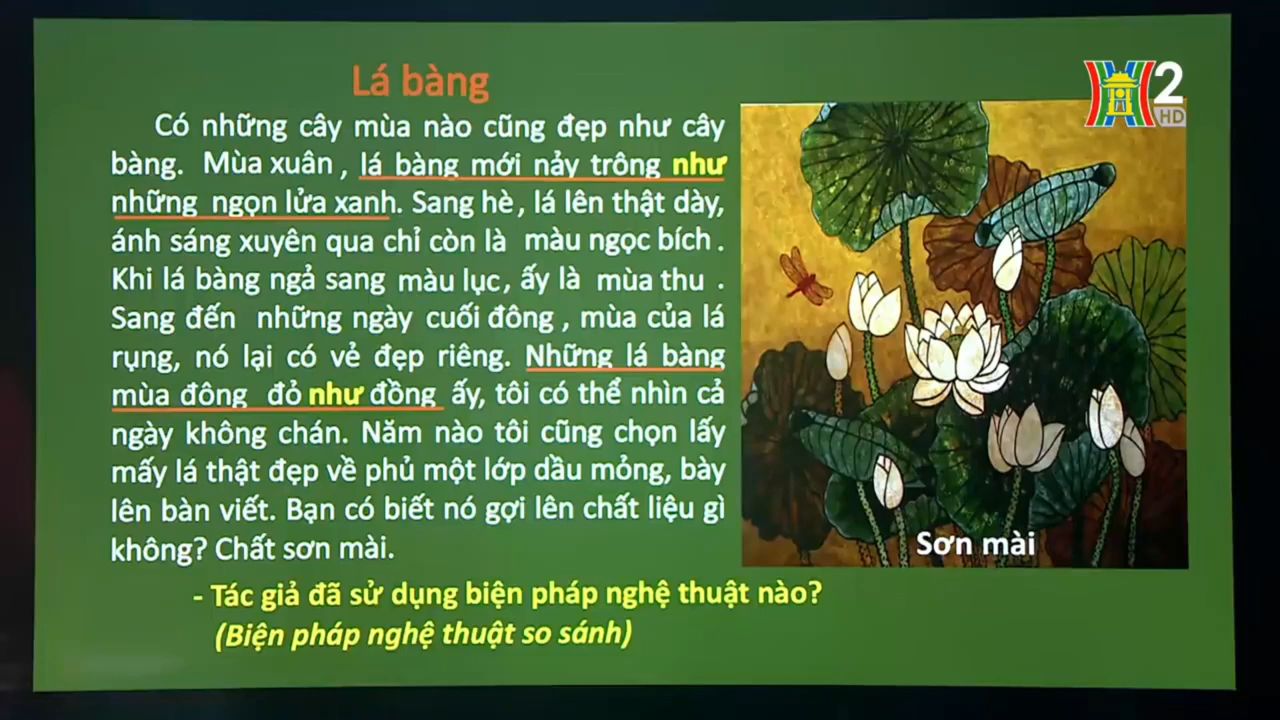 Lá bàng
Có những cây mùa nào cũng đẹp như cây
bàng. Mùa xuân, lá bàng mới nảy trông như
những ngọn lửa xanh. Sang hè, lá lên thật dày,
ánh sáng xuyên qua chỉ còn là màu ngọc bích.
Khi lá bàng ngả sang màu lục, ấy là mùa thu.
Sang đến những ngày cuối đông, mùa của lá
rụng, nó lại có vẻ đẹp riêng. Những lá bàng
mùa đông đỏ như đồng ấy, tôi có thể nhìn cả
ngày không chán. Năm nào tôi cũng chọn lấy
mấy lá thật đẹp về phủ một lớp dầu mỏng, bày
lên bàn viết. Bạn có biết nó gợi lên chất liệu gì
không? Chất sơn mài.
- Tác giả đã sử dụng biện pháp nghệ thuật nào?
(Biện pháp nghệ thuật so sánh)
Sơn mài
H2
HD